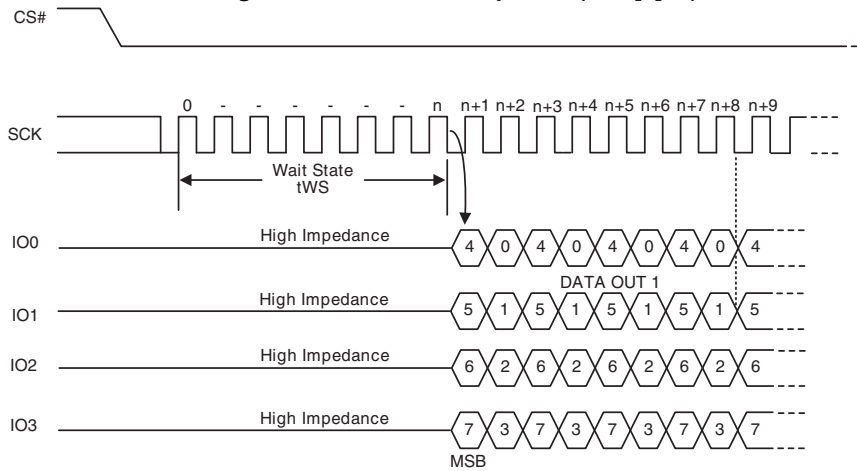 CS#
0 - - - - - - n n+1 n+2 n+3 n+4 n+5 n+6 n+7 n+8 n+9
SCK
Wait State
tWS
IO0 High Impedance 4 0 4 0 4 0 4 0 4
DATA OUT 1
IO1 High Impedance 5 1 5 1 5 1 5 1 5
IO2 High Impedance 6 2 6 2 6 2 6 2 6
IO3 High Impedance 7 3 7 3 7 3 7 3 7
MSB